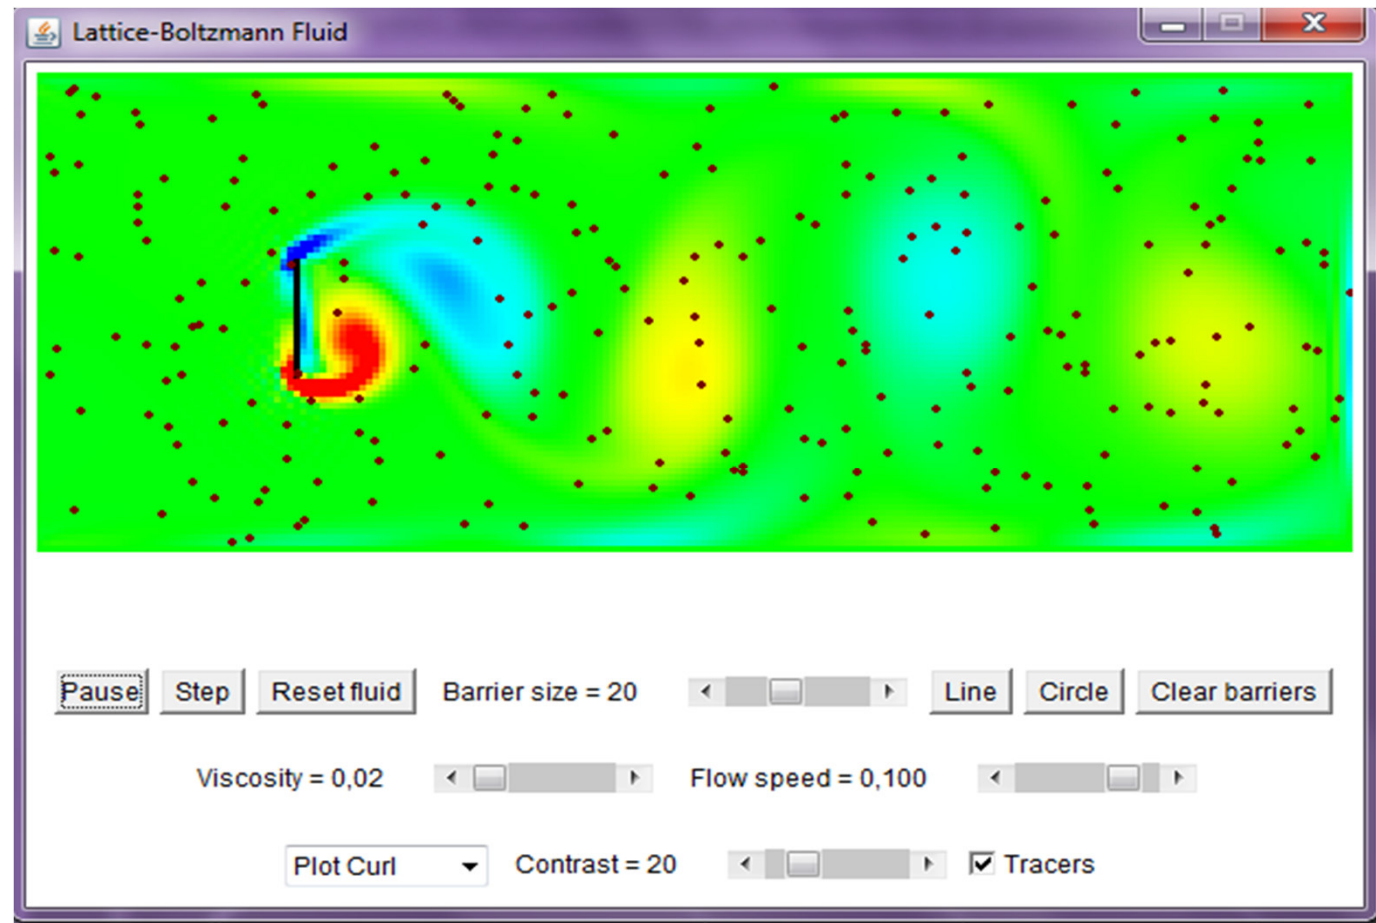 Lattice-Boltzmann Fluid
Pause Step Reset fluid Barrier size = 20 Line Circle Clear barriers
Viscosity = 0,02 Flow speed = 0,100
Plot Curl Contrast = 20 Tracers